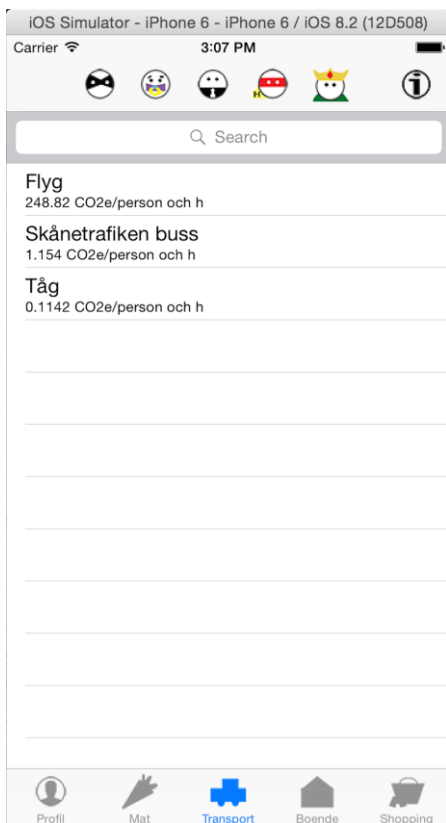 iOS Simulator - iPhone 6 - iPhone 6 / iOS 8.2 (12D508)
Carrier 3:07 PM
H
Search
Flyg
248.82 CO2e/person och h
Skånetrafiken buss
1.154 CO2e/person och h
Tåg
0.1142 CO2e/person och h
Profil Mat Transport Boende Shopping